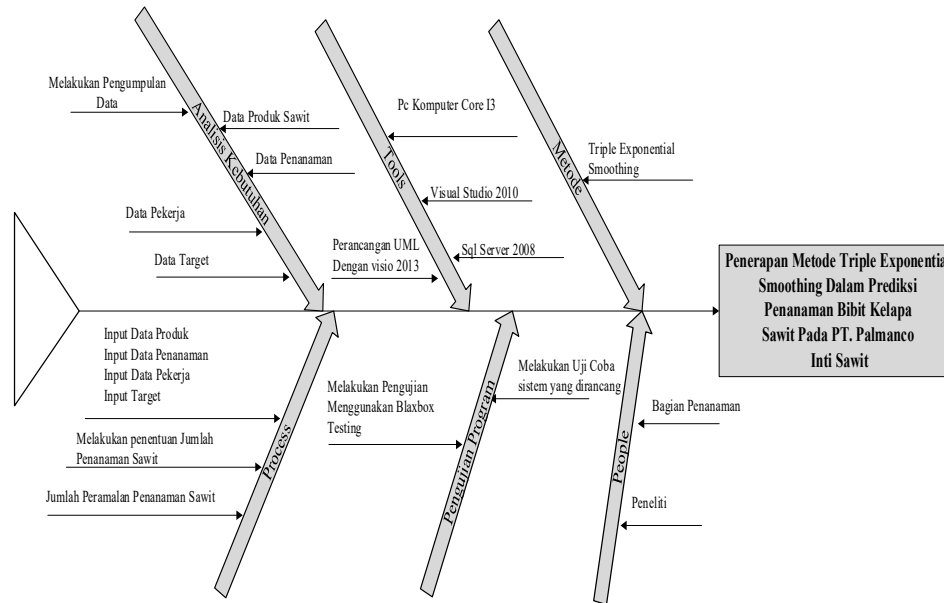 Melakukan Pengumpulan
Data
Analisis Kebutuhan
Data Produk Sawit
Data Penanaman
Data Pekerja
Data Target
Pc Komputer Core I3
Tools
Visual Studio 2010
Perancangan UML
Dengan visio 2013
Sql Server 2008
Metode
Triple Exponential
Smoothing
Penerapan Metode Triple Exponential
Smoothing Dalam Prediksi
Penanaman Bibit Kelapa
Sawit Pada PT. Palmanco
Inti Sawit
Input Data Produk
Input Data Penanaman
Input Data Pekerja
Input Target
Melakukan penentuan Jumlah
Penanaman Sawit
Jumlah Peramalan Penanaman Sawit
Process
Melakukan Pengujian
Menggunakan Blaxbox
Testing
Melakukan Uji Coba
sistem yang dirancang
Pengujian Program
Bagian Penanaman
People
Peneliti